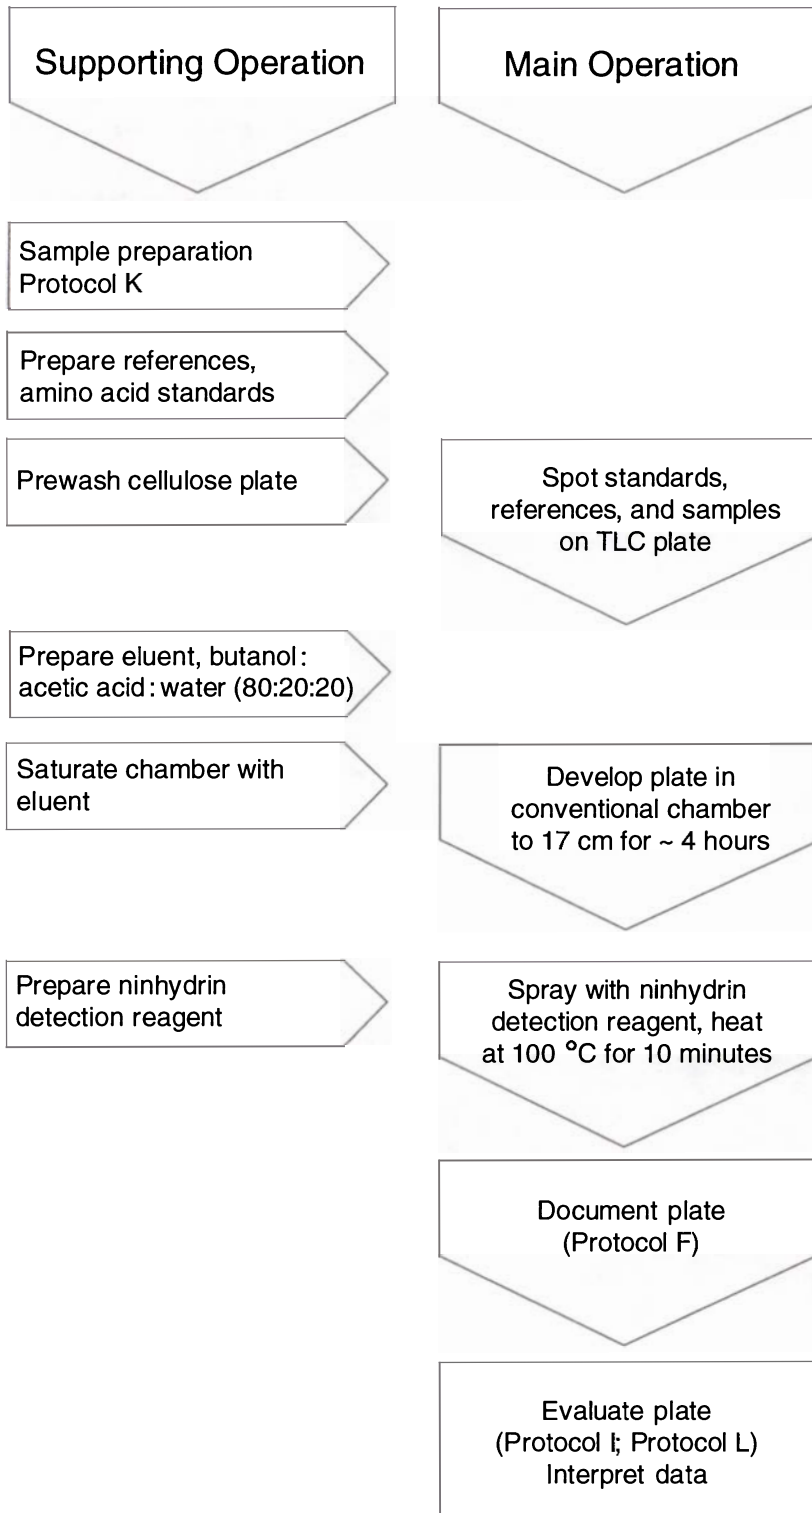 Supporting Operation
Main Operation
Sample preparation
Protocol K
Prepare references,
amino acid standards
Prewash cellulose plate
Spot standards,
references, and samples
on TLC plate
Prepare eluent, butanol:
acetic acid: water (80:20:20)
Saturate chamber with
eluent
Develop plate in
conventional chamber
to 17 cm for ~ 4 hours
Prepare ninhydrin
detection reagent
Spray with ninhydrin
detection reagent, heat
at 100 °C for 10 minutes
Document plate
(Protocol F)
Evaluate plate
(Protocol I; Protocol L)
Interpret data